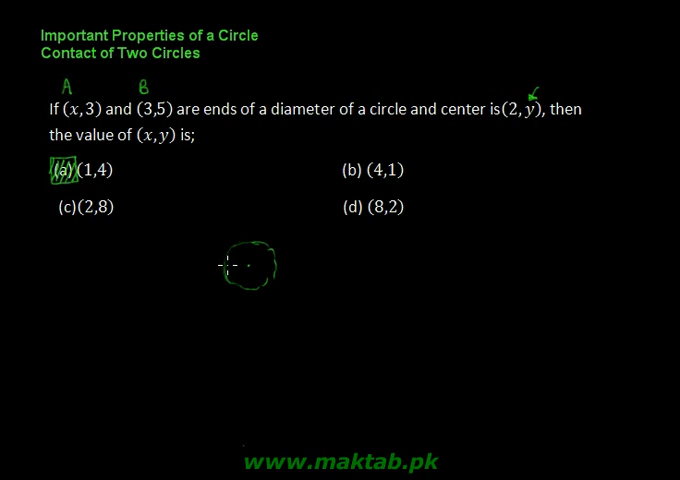 Important Properties of a Circle
Contact of Two Circles
A B
If (x,3) and (3,5) are ends of a diameter of a circle and center is(2, y), then
the value of (x, y) is;
(a) (1,4) (b) (4,1)
(c)(2,8) (d) (8,2)
www.maktab.pk